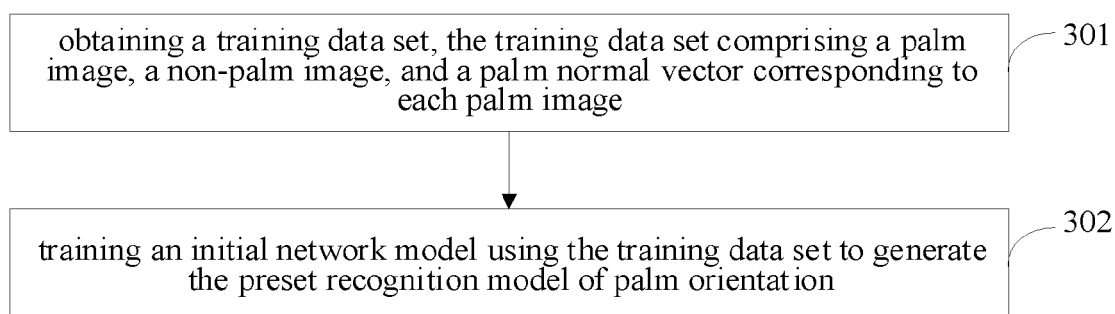 obtaining a training data set, the training data set comprising a palm
image, a non-palm image, and a palm normal vector corresponding to
each palm image
301
training an initial network model using the training data set to generate
the preset recognition model of palm orientation
302